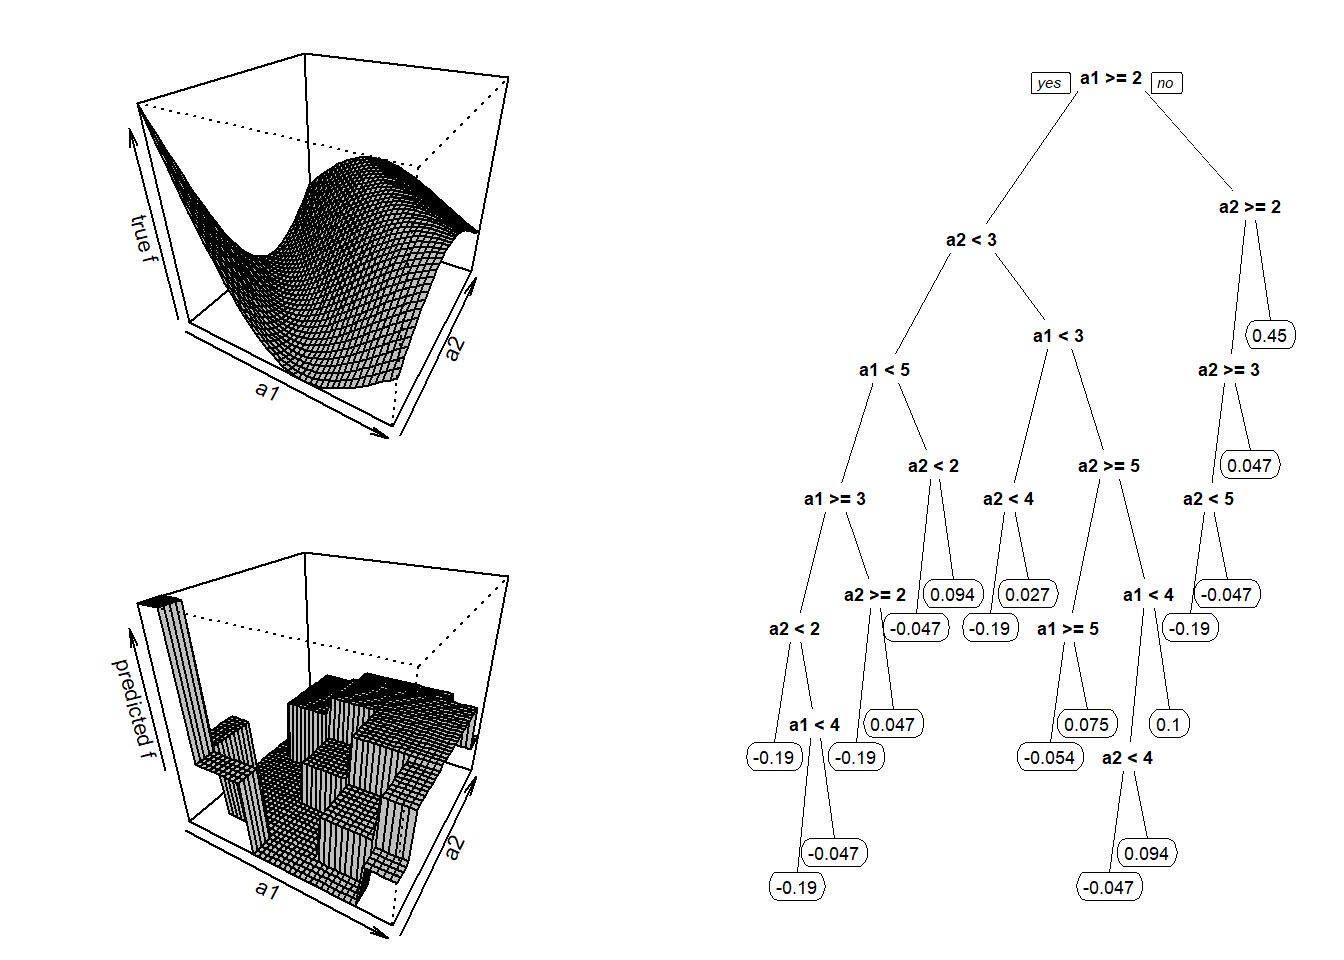 true f
a1
a2
predicted f
a1
a2
yes
a1 >= 2
no
a2 >= 2
a2 < 3
0.45
a1 < 3
a1 < 5
a2 >= 3
a2 < 2
a2 >= 5
0.047
a1 >= 3
a2 < 4
a2 < 5
a2 >= 2
0.094
0.027
a1 < 4
-0.047
a2 < 2
-0.047
-0.19
a1 >= 5
-0.19
a1 < 4
0.047
0.075
0.1
-0.19
-0.19
-0.054
a2 < 4
-0.047
0.094
-0.19
-0.047